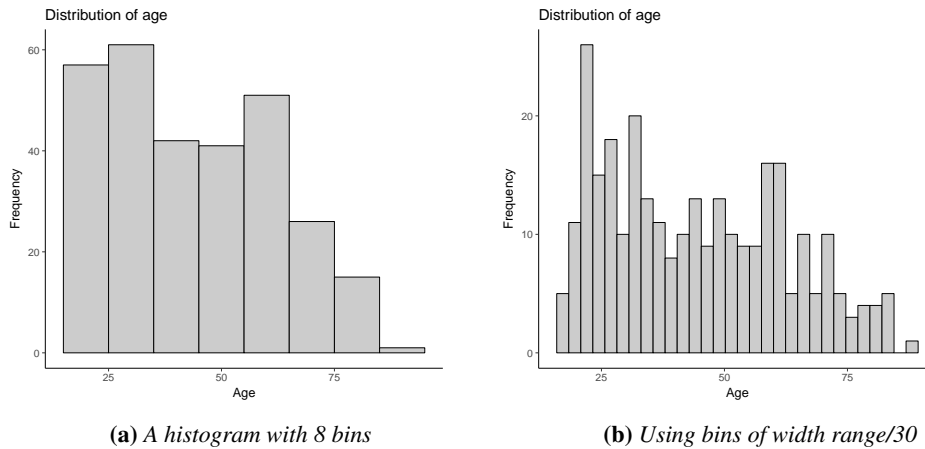 Distribution of age
60
40
20
0
Frequency
25 50 75
Age
(a) A histogram with 8 bins
Distribution of age
20
10
0
Frequency
25 50 75
Age
(b) Using bins of width range/30